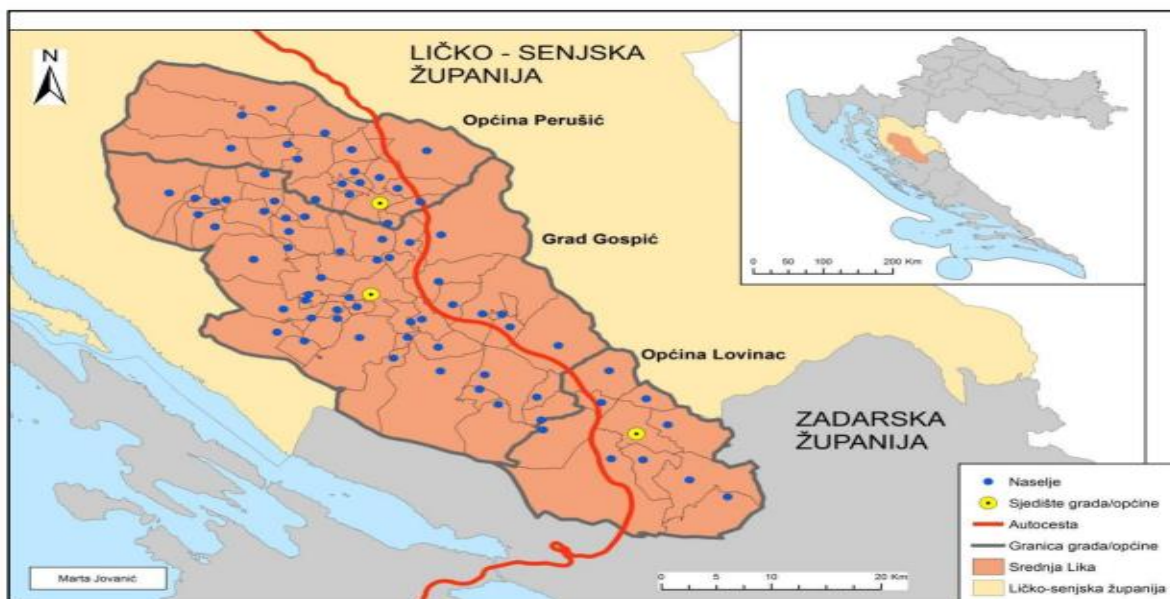 N
LIČKO - SENJSKA
ŽUPANIJA
Općina Perušić
Grad Gospić
Općina Lovinac
ZADARSKA
ŽUPANIJA
0 50 100 200 Km
Naselje
Sjedište grada/općine
Autocesta
Granica grada/općine
Srednja Lika
Ličko-senjska županija
Marta Jovanić
0 5 10 20 Km